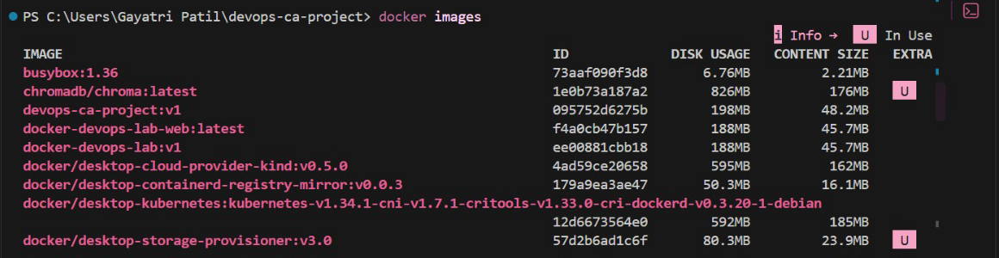 PS C:\Users\Gayatri Patil\devops-ca-project> docker images
i Info → U In Use
IMAGE ID DISK USAGE CONTENT SIZE EXTRA
busybox:1.36 73aaf090f3d8 6.76MB 2.21MB
chromadb/chroma:latest 1e0b73a187a2 826MB 176MB U
devops-ca-project:v1 095752d6275b 198MB 48.2MB
docker-devops-lab-web:latest f4a0cb47b157 188MB 45.7MB
docker-devops-lab:v1 ee00881cbb18 188MB 45.7MB
docker/desktop-cloud-provider-kind:v0.5.0 4ad59ce20658 595MB 162MB
docker/desktop-containerd-registry-mirror:v0.0.3 179a9ea3ae47 50.3MB 16.1MB
docker/desktop-kubernetes:kubernetes-v1.34.1-cni-v1.7.1-critools-v1.33.0-cri-dockerd-v0.3.20-1-debian
12d6673564e0 592MB 185MB
docker/desktop-storage-provisioner:v3.0 57d2b6ad1c6f 80.3MB 23.9MB U